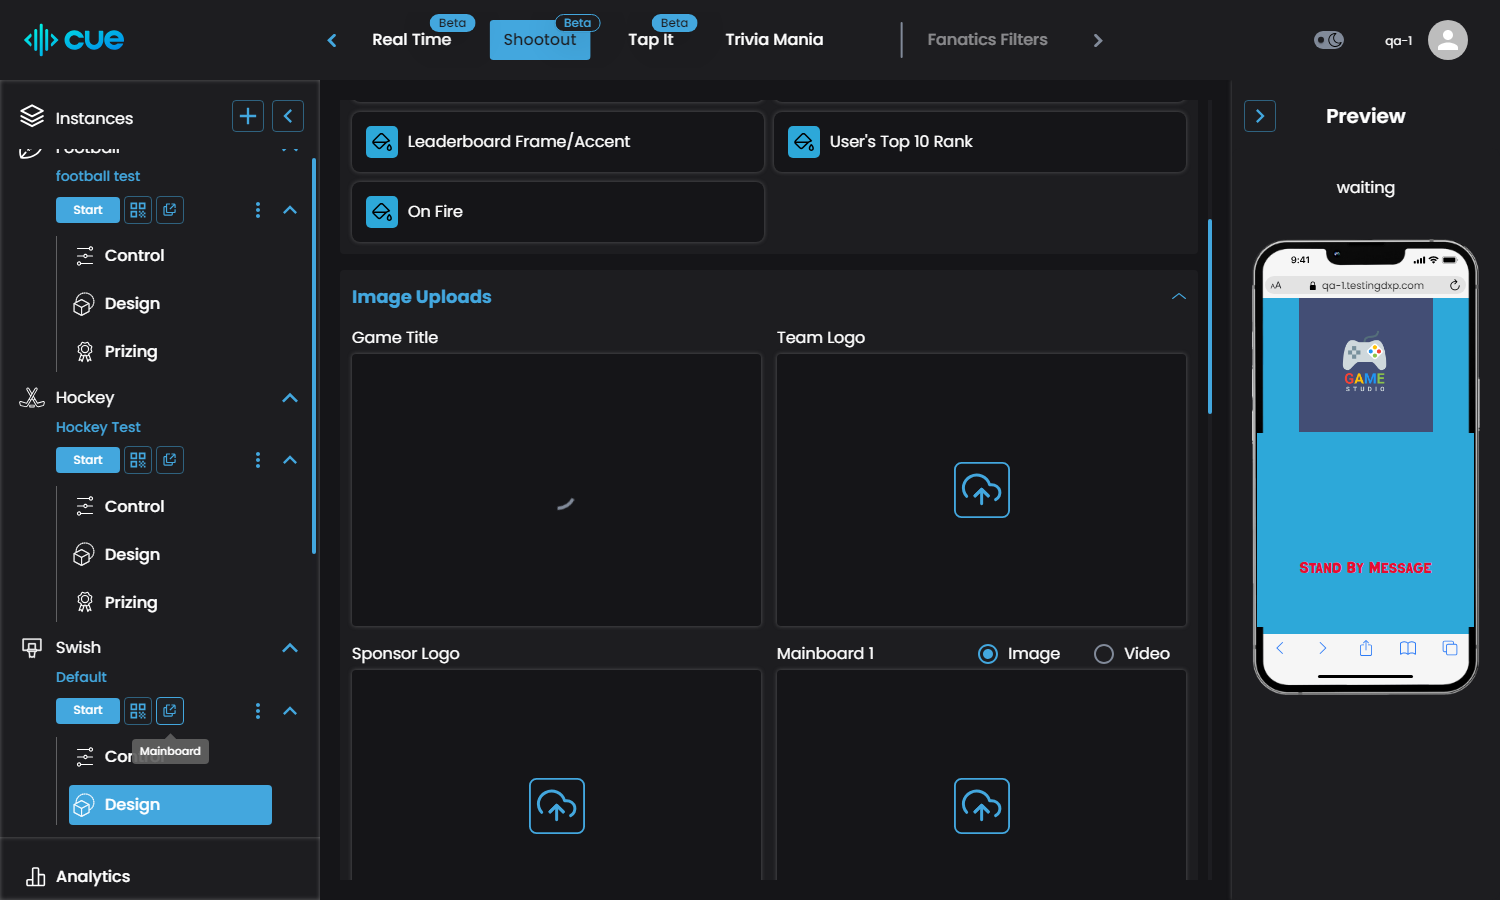 cue
Real Time
Beta
Shootout
Beta
Tap It
Beta
Trivia Mania
Fanatics Filters
qa-1
Instances
Football
football test
Start
Control
Design
Prizing
Hockey
Hockey Test
Start
Control
Design
Prizing
Swish
Default
Start
Mainboard
Control
Design
Analytics
Leaderboard Frame/Accent
User's Top 10 Rank
On Fire
Image Uploads
Game Title
Team Logo
Sponsor Logo
Mainboard 1
Image
Video
Preview
waiting
9:41
AA
qa-1.testingdxp.com
GAME
STUDIO
Stand By Message